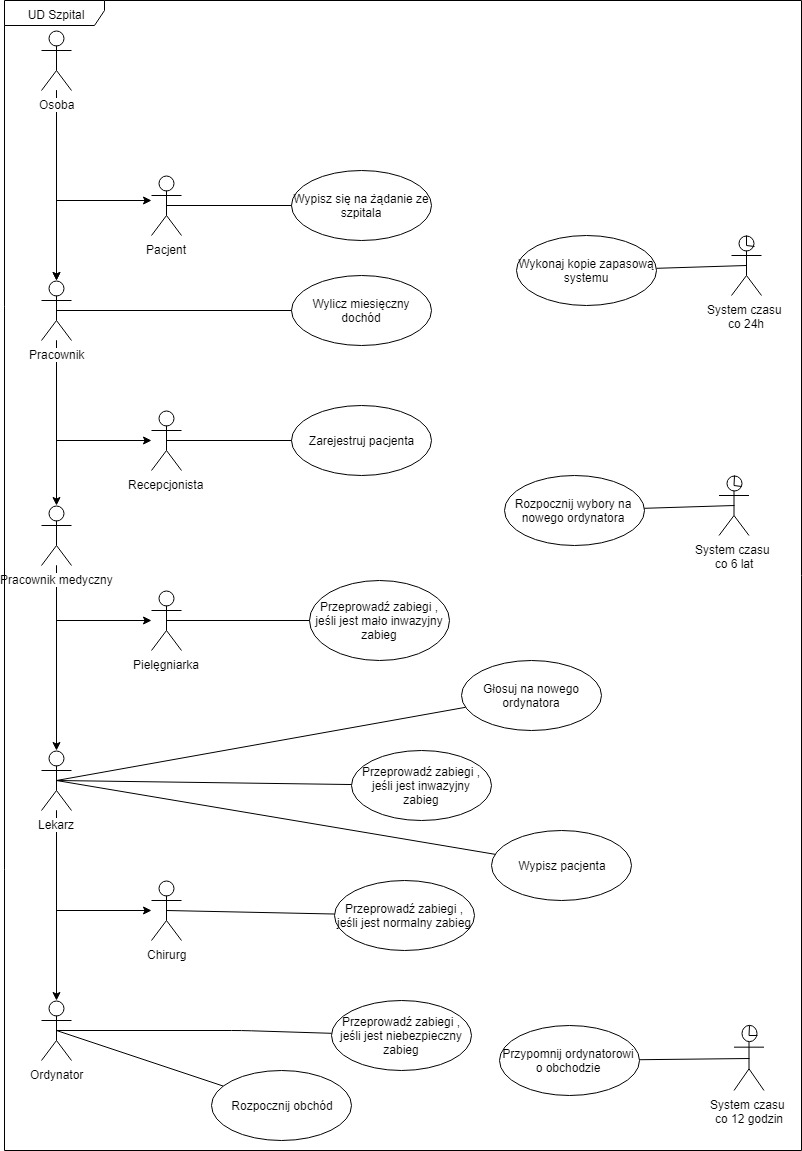 UD Szpital
Osoba
Wypisz się na żądanie ze
szpitala
Pacjent
Wykonaj kopie zapasową
systemu
System czasu
co 24h
Wylicz miesięczny
dochód
Pracownik
Zarejestruj pacjenta
Recepcjonista
Rozpocznij wybory na
nowego ordynatora
System czasu
co 6 lat
Pracownik medyczny
Przeprowadź zabiegi ,
jeśli jest mało inwazyjny
zabieg
Pielęgniarka
Głosuj na nowego
ordynatora
Przeprowadź zabiegi ,
jeśli jest inwazyjny
zabieg
Lekarz
Wypisz pacjenta
Przeprowadź zabiegi ,
jeśli jest normalny zabieg
Chirurg
Przeprowadź zabiegi ,
jeśli jest niebezpieczny
zabieg
Przypomnij ordynatorowi
o obchodzie
Ordynator
Rozpocznij obchód
System czasu
co 12 godzin